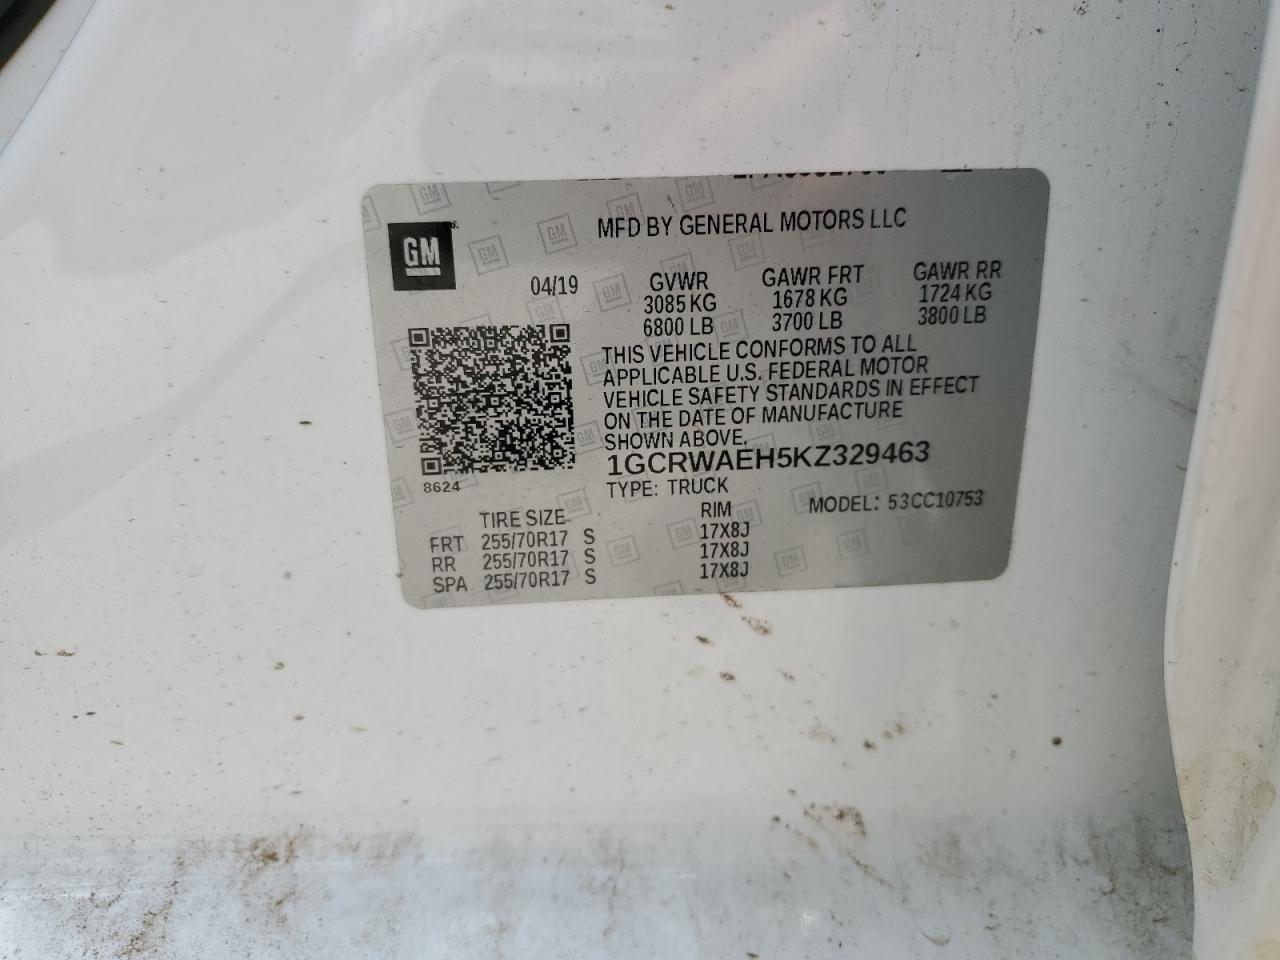 MFD BY GENERAL MOTORS LLC
GM
04/19
GVWR GAWR FRT GAWR RR
3085 KG 1678 KG 1724 KG
6800 LB 3700 LB 3800 LB
THIS VEHICLE CONFORMS TO ALL
APPLICABLE U.S. FEDERAL MOTOR
VEHICLE SAFETY STANDARDS IN EFFECT
ON THE DATE OF MANUFACTURE
SHOWN ABOVE.
1GCRWAEH5KZ329463
8624
TYPE: TRUCK
MODEL: 53CC10753
TIRE SIZE RIM
FRT 255/70R17 S 17X8J
RR 255/70R17 S 17X8J
SPA 255/70R17 S 17X8J